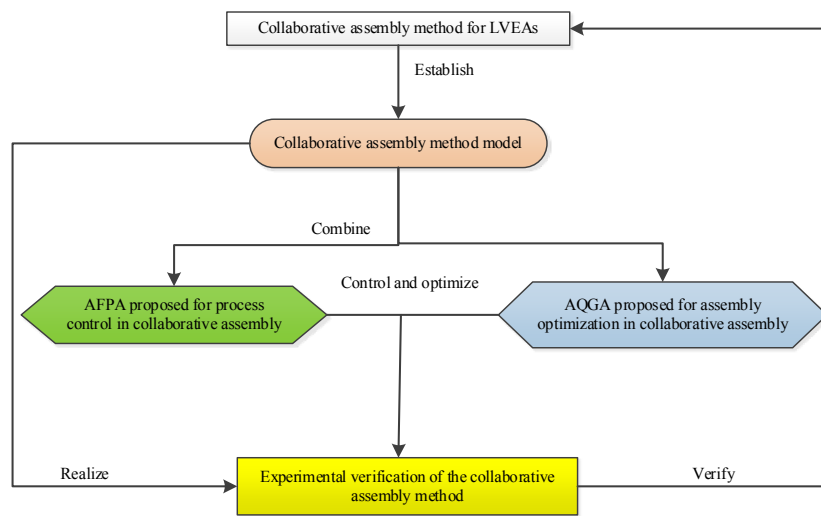 Collaborative assembly method for LVEAs
Establish
Collaborative assembly method model
Combine
AFPA proposed for process
control in collaborative assembly
Control and optimize
AQGA proposed for assembly
optimization in collaborative assembly
Realize
Experimental verification of the collaborative
assembly method
Verify